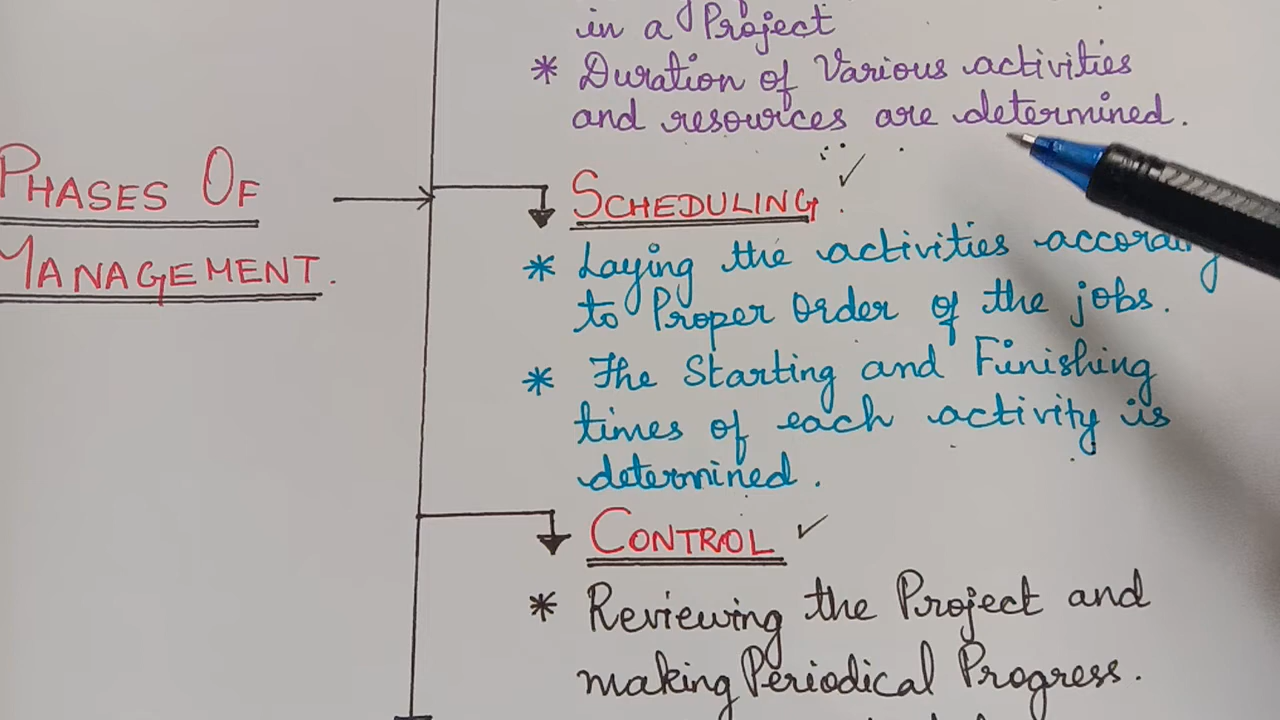 in a Project
* Duration of Various activities
and resources are determined.
PHASES OF
MANAGEMENT.
SCHEDULING
* Laying the activities according
to Proper Order of the jobs.
* The Starting and Finishing
times of each activity is
determined.
CONTROL
* Reviewing the Project and
making Periodical Progress.